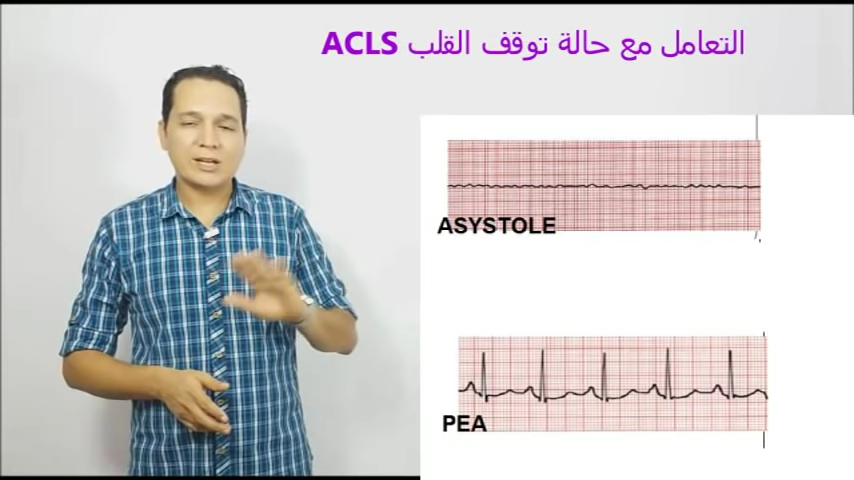 التعامل مع حالة توقف القلب ACLS
ASYSTOLE
PEA